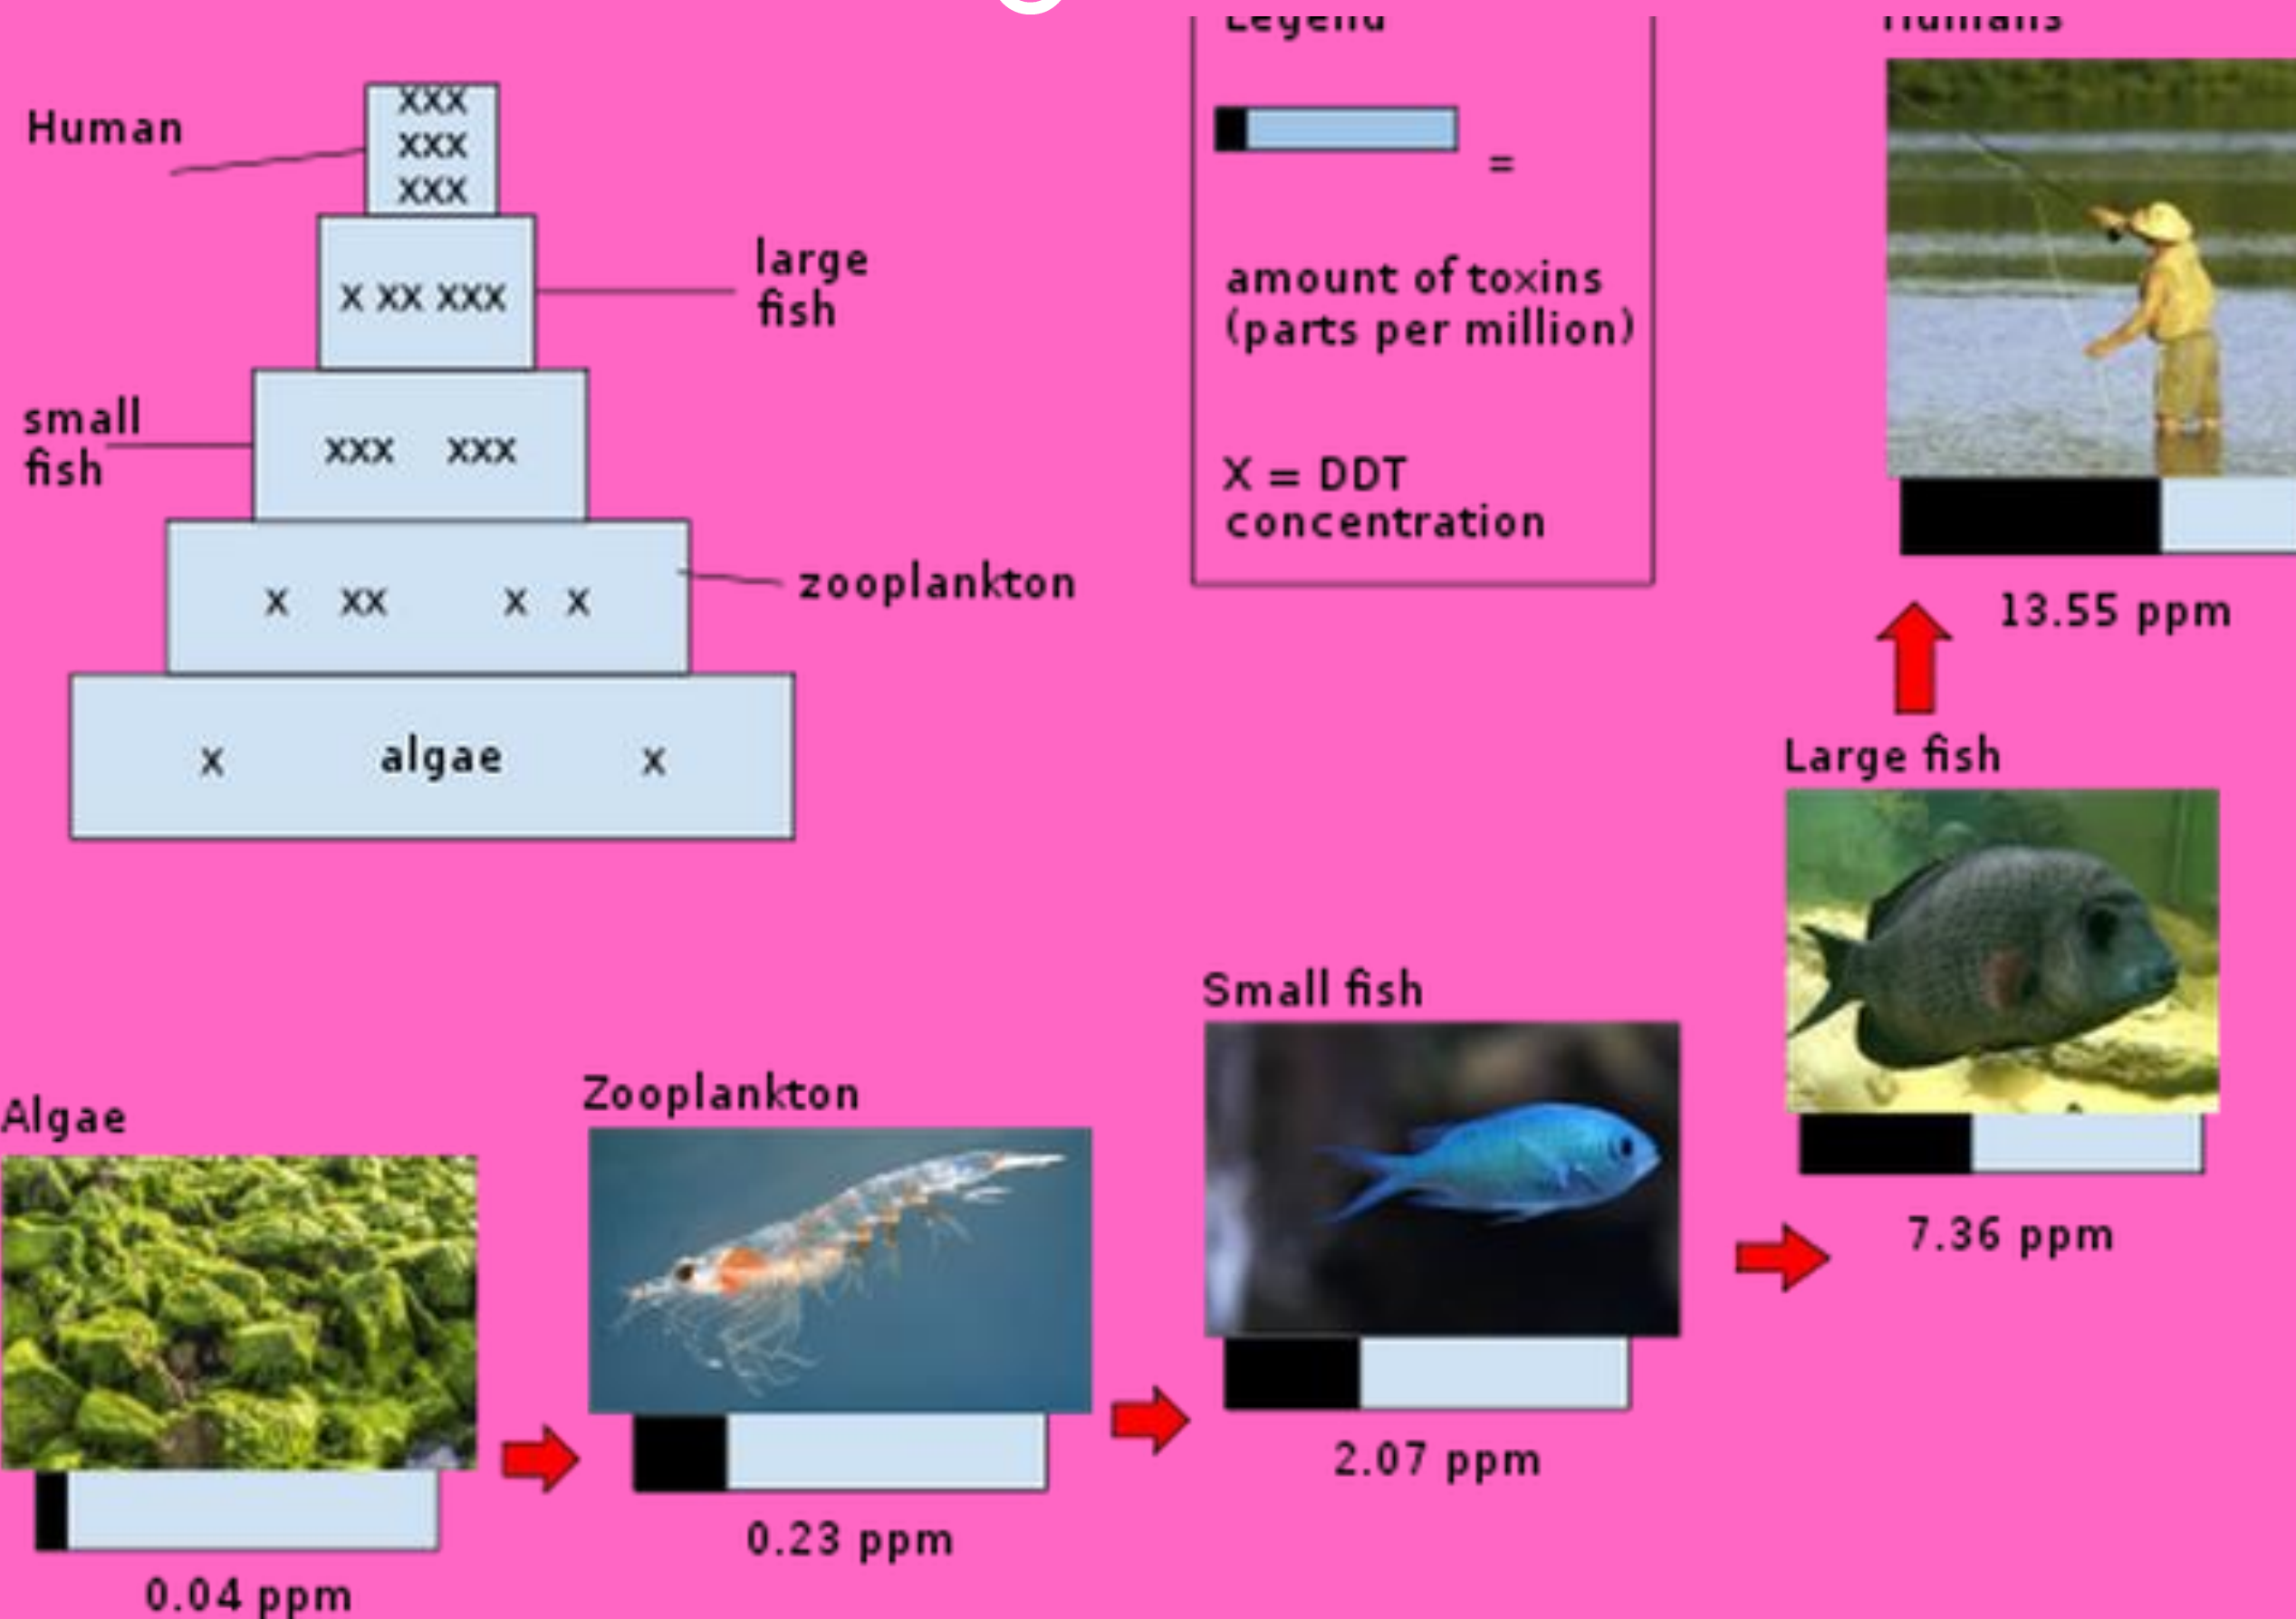 Legend
Humans
Human
xxx
xxx
xxx
x xx xxx
large
fish
small
fish
xxx xxx
x xx x x
zooplankton
x algae x
=
amount of toxins
(parts per million)
X = DDT
concentration
13.55 ppm
Large fish
7.36 ppm
Small fish
2.07 ppm
Zooplankton
0.23 ppm
Algae
0.04 ppm